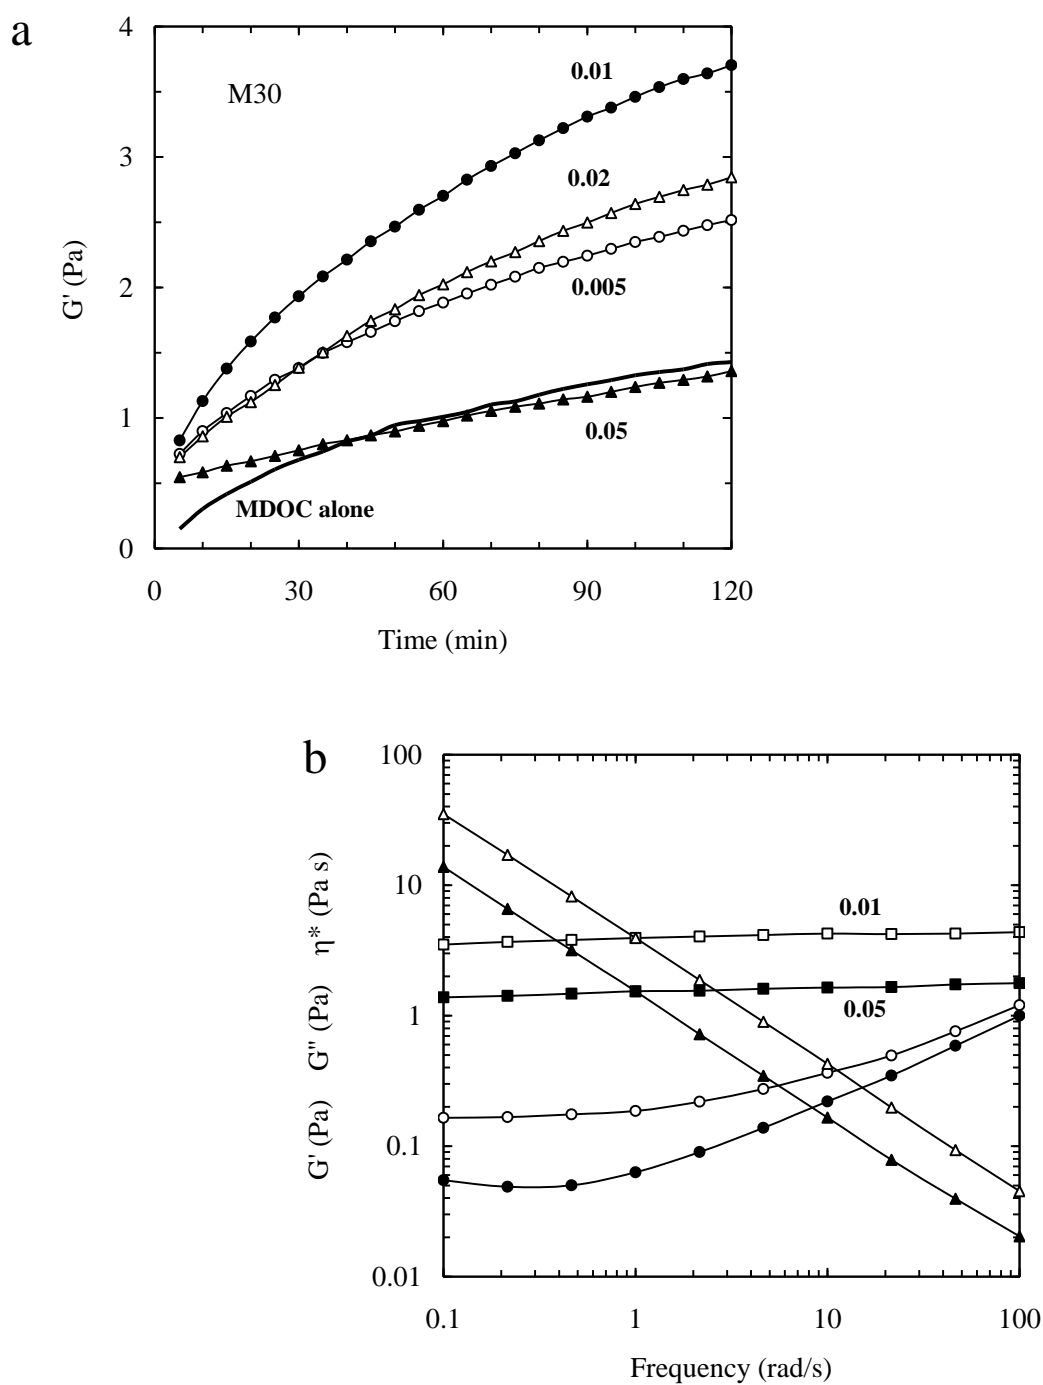 a
4
M30
0.01
3
0.02
G' (Pa)
2
0.005
1
0.05
MDOC alone
0
0 30 60 90 120
Time (min)
b
100
G' (Pa) G" (Pa) η* (Pa s)
10
0.01
1
0.05
0.1
0.01
0.1 1 10 100
Frequency (rad/s)